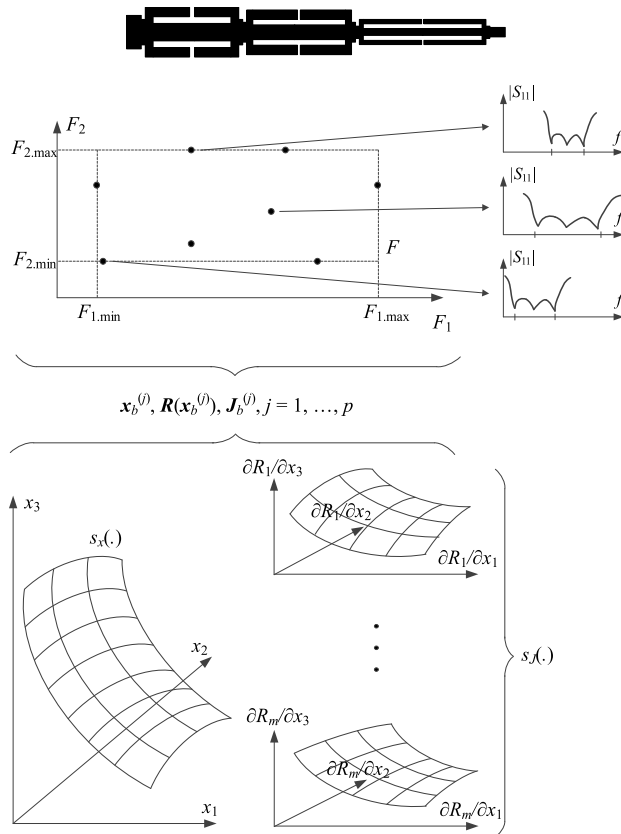 |S11|
f
F2
F2.max
|S11|
f
F2.min
F
|S11|
f
F1.min
F1.max
F1
xb(j), R(xb(j)), Jb(j), j = 1, …, p
∂R1/∂x3
x3
∂R1/∂x2
sx(.)
∂R1/∂x1
x2
sJ(.)
∂Rm/∂x3
∂Rm/∂x2
x1
∂Rm/∂x1